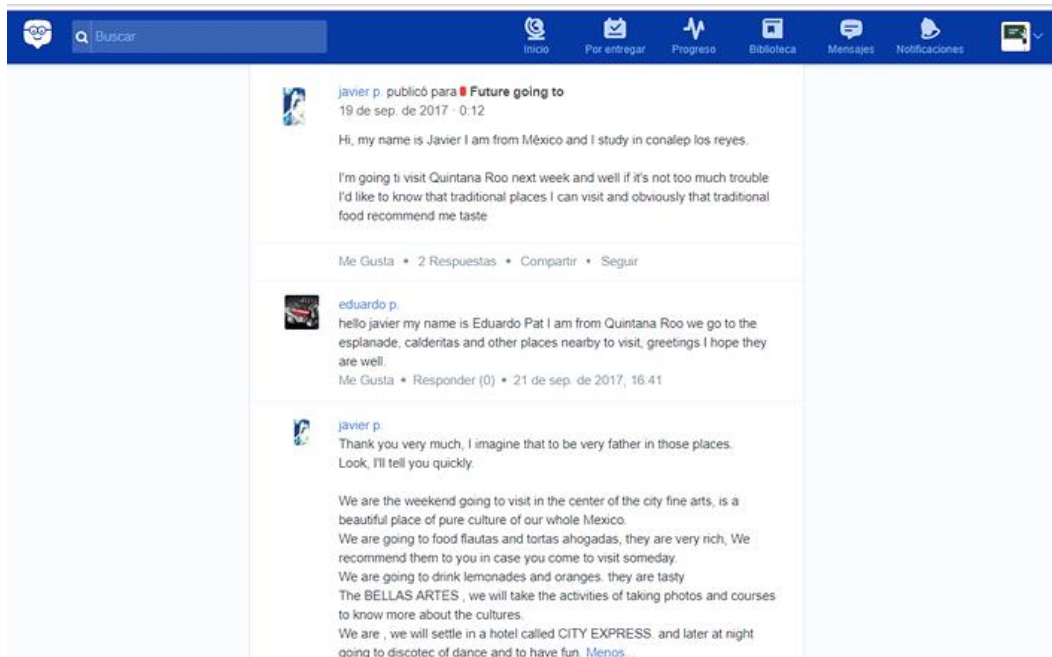 Buscar
Inicio
Por entregar
Progreso
Biblioteca
Mensajes
Notificaciones
javier p. publicó para Future going to
19 de sep. de 2017 · 0:12
Hi, my name is Javier I am from México and I study in conalep los reyes.
I'm going ti visit Quintana Roo next week and well if it's not too much trouble
I'd like to know that traditional places I can visit and obviously that traditional
food recommend me taste
Me Gusta • 2 Respuestas • Compartir • Seguir
eduardo p.
hello javier my name is Eduardo Pat I am from Quintana Roo we go to the
esplanade, calderitas and other places nearby to visit, greetings I hope they
are well.
Me Gusta • Responder (0) • 21 de sep. de 2017, 16:41
javier p.
Thank you very much, I imagine that to be very father in those places.
Look, I'll tell you quickly.
We are the weekend going to visit in the center of the city fine arts, is a
beautiful place of pure culture of our whole Mexico.
We are going to food flautas and tortas ahogadas, they are very rich, We
recommend them to you in case you come to visit someday.
We are going to drink lemonades and oranges. they are tasty
The BELLAS ARTES , we will take the activities of taking photos and courses
to know more about the cultures.
We are , we will settle in a hotel called CITY EXPRESS. and later at night
going to discotec of dance and to have fun. Menos...